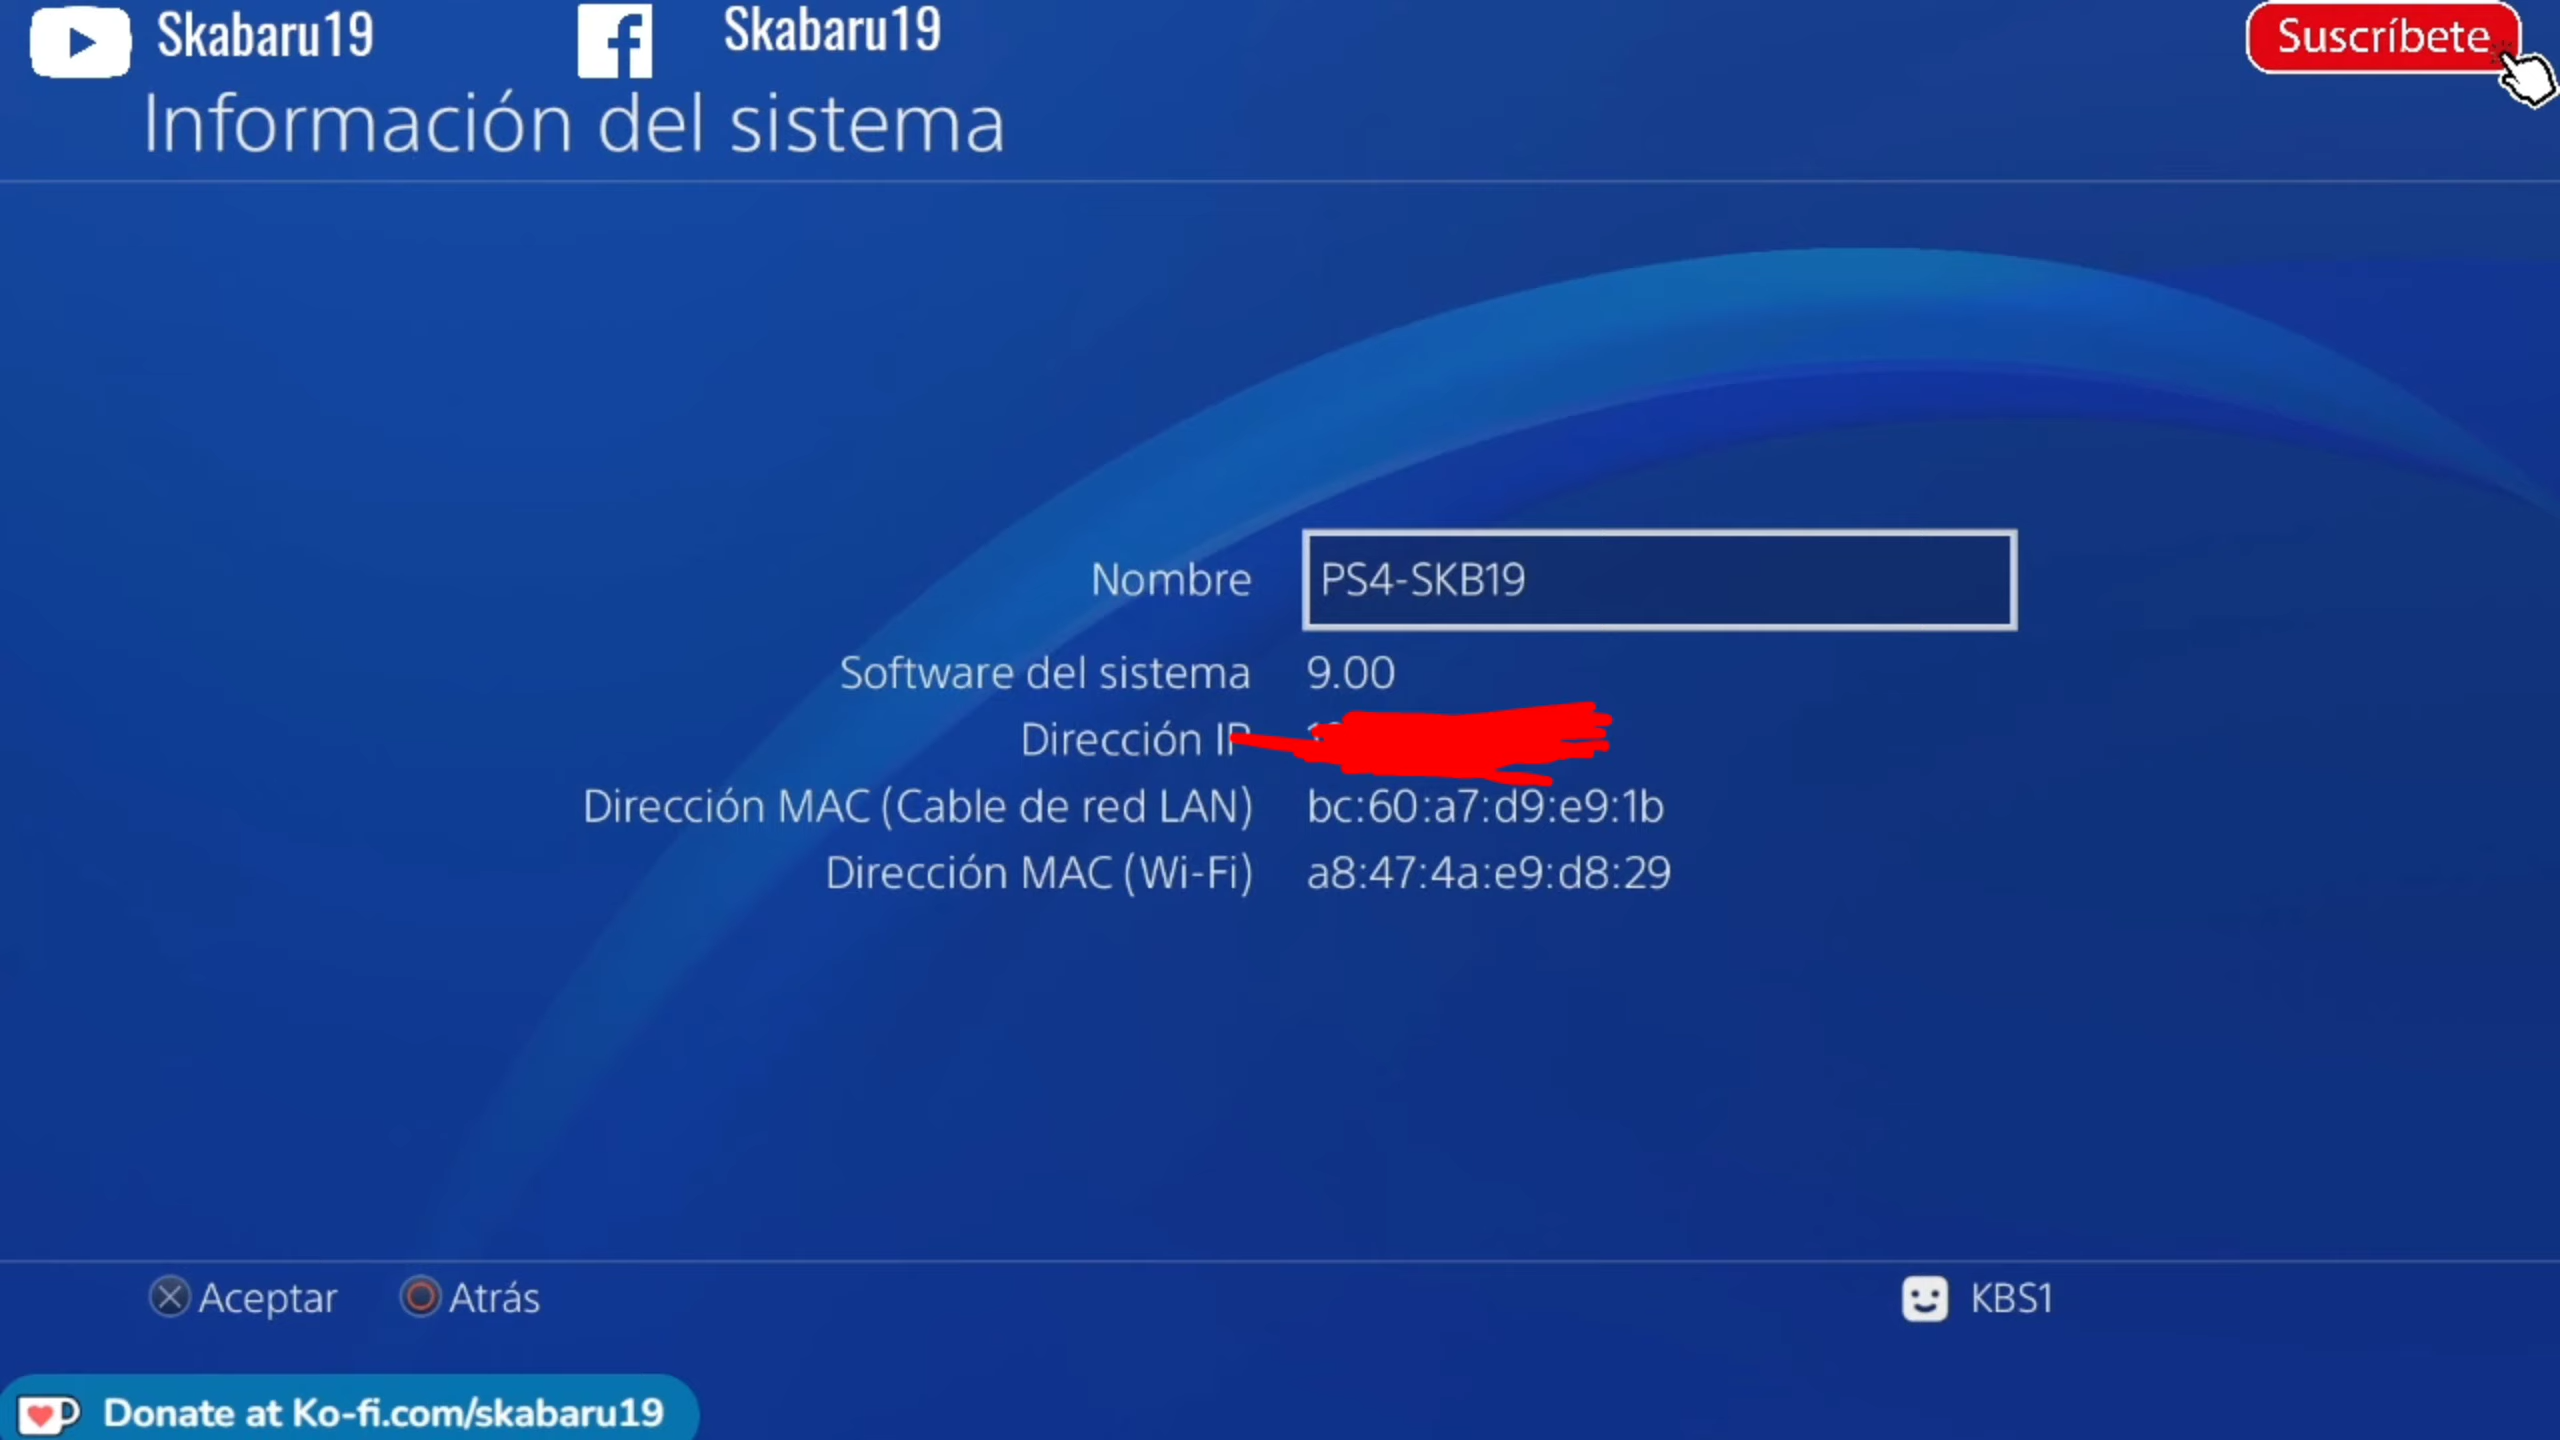 Skabaru19 Skabaru19 Suscríbete
Información del sistema
Nombre PS4-SKB19
Software del sistema 9.00
Dirección IP
Dirección MAC (Cable de red LAN) bc:60:a7:d9:e9:1b
Dirección MAC (Wi-Fi) a8:47:4a:e9:d8:29
Aceptar Atrás KBS1
Donate at Ko-fi.com/skabaru19